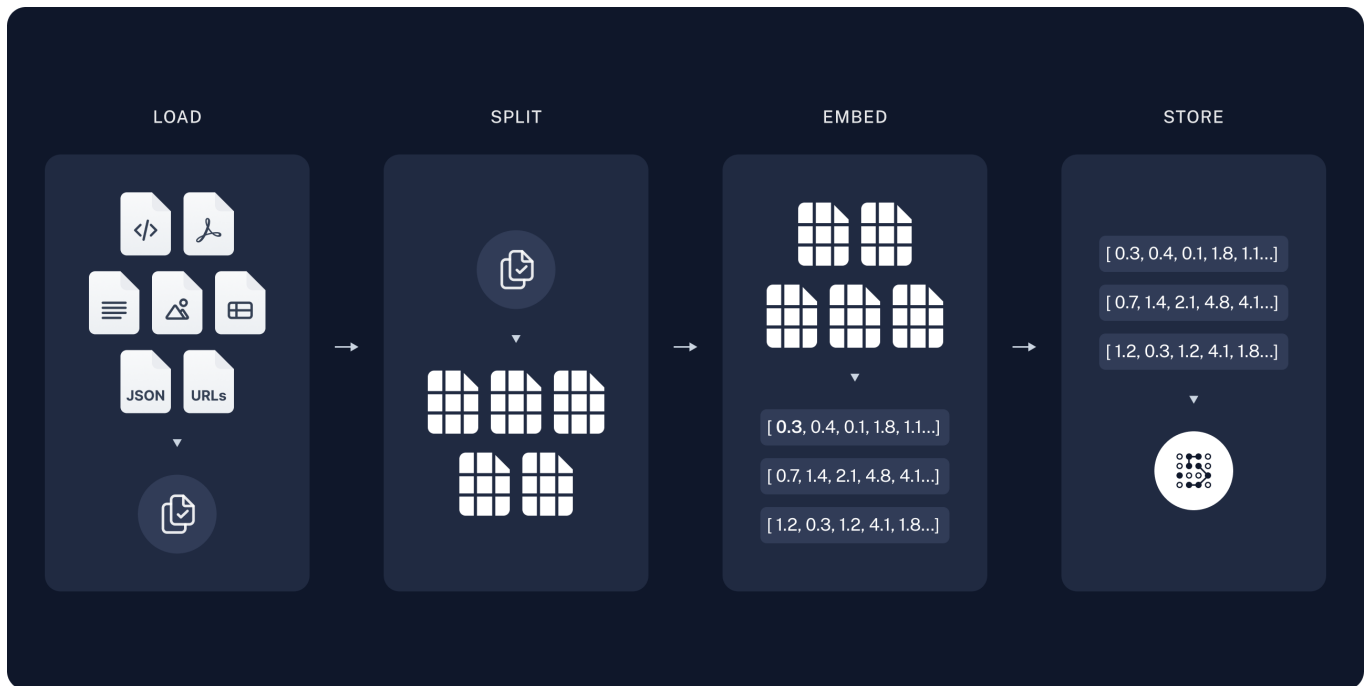 LOAD
SPLIT
EMBED
STORE
JSON
URLs
[ 0.3, 0.4, 0.1, 1.8, 1.1...]
[ 0.7, 1.4, 2.1, 4.8, 4.1...]
[ 1.2, 0.3, 1.2, 4.1, 1.8...]
[ 0.3, 0.4, 0.1, 1.8, 1.1...]
[ 0.7, 1.4, 2.1, 4.8, 4.1...]
[ 1.2, 0.3, 1.2, 4.1, 1.8...]